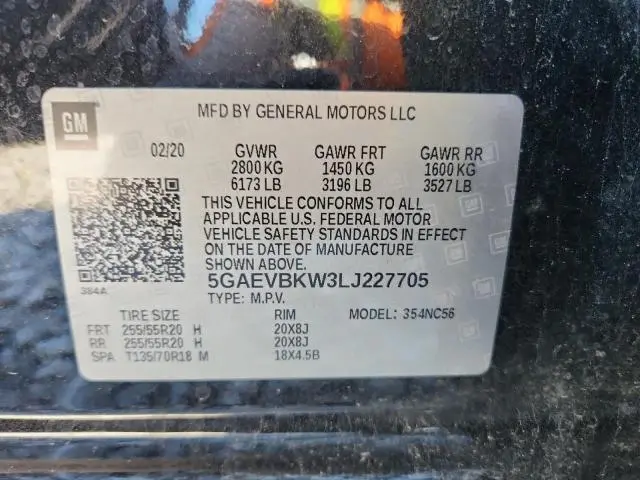 GM
MFD BY GENERAL MOTORS LLC
02/20 GVWR GAWR FRT GAWR RR
2800 KG 1450 KG 1600 KG
6173 LB 3196 LB 3527 LB
THIS VEHICLE CONFORMS TO ALL
APPLICABLE U.S. FEDERAL MOTOR
VEHICLE SAFETY STANDARDS IN EFFECT
ON THE DATE OF MANUFACTURE
SHOWN ABOVE.
384A
5GAEVBKW3LJ227705
TYPE: M.P.V.
TIRE SIZE RIM MODEL: 354NC56
FRT 255/55R20 H 20X8J
RR 255/55R20 H 20X8J
SPA T135/70R18 M 18X4.5B